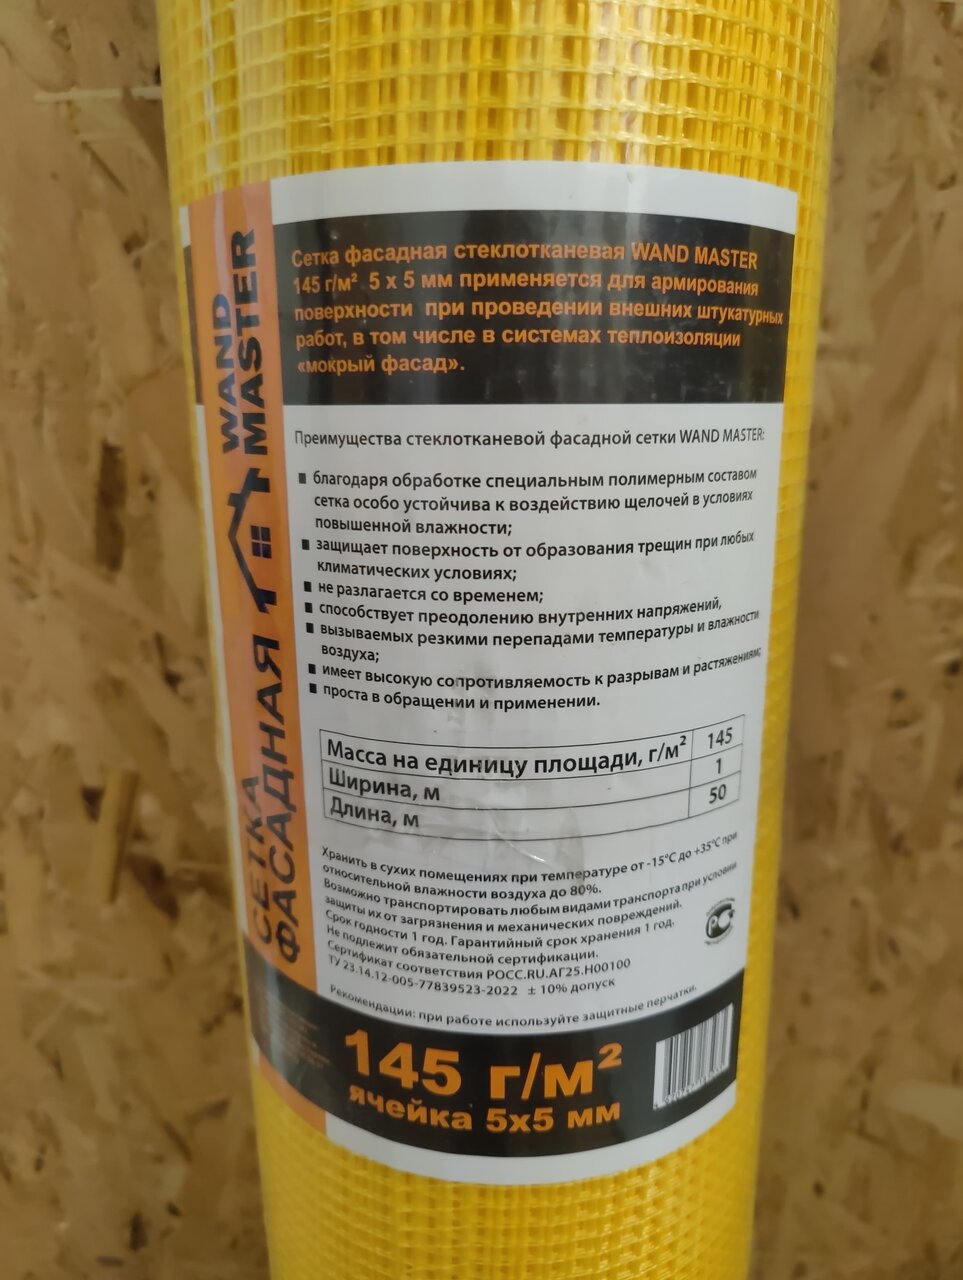 WAND
MASTER
СЕТКА
ФАСАДНАЯ
Сетка фасадная стеклотканевая WAND MASTER
145 г/м² 5 х 5 мм применяется для армирования
поверхности при проведении внешних штукатурных
работ, в том числе в системах теплоизоляции
«мокрый фасад».
Преимущества стеклотканевой фасадной сетки WAND MASTER:
благодаря обработке специальным полимерным составом
сетка особо устойчива к воздействию щелочей в условиях
повышенной влажности;
защищает поверхность от образования трещин при любых
климатических условиях;
не разлагается со временем;
способствует преодолению внутренних напряжений,
вызываемых резкими перепадами температуры и влажности
воздуха;
имеет высокую сопротивляемость к разрывам и растяжениям;
проста в обращении и применении.
Масса на единицу площади, г/м² 145
Ширина, м 1
Длина, м 50
Хранить в сухих помещениях при температуре от -15°С до +35°С при
относительной влажности воздуха до 80%.
Возможно транспортировать любым видами транспорта при условии
защиты их от загрязнения и механических повреждений.
Срок годности 1 год. Гарантийный срок хранения 1 год.
Не подлежит обязательной сертификации.
Сертификат соответствия РОСС.RU.АГ25.Н00100
ТУ 23.14.12-005-77839523-2022 ± 10% допуск
Рекомендации: при работе используйте защитные перчатки.
145 г/м²
ячейка 5х5 мм